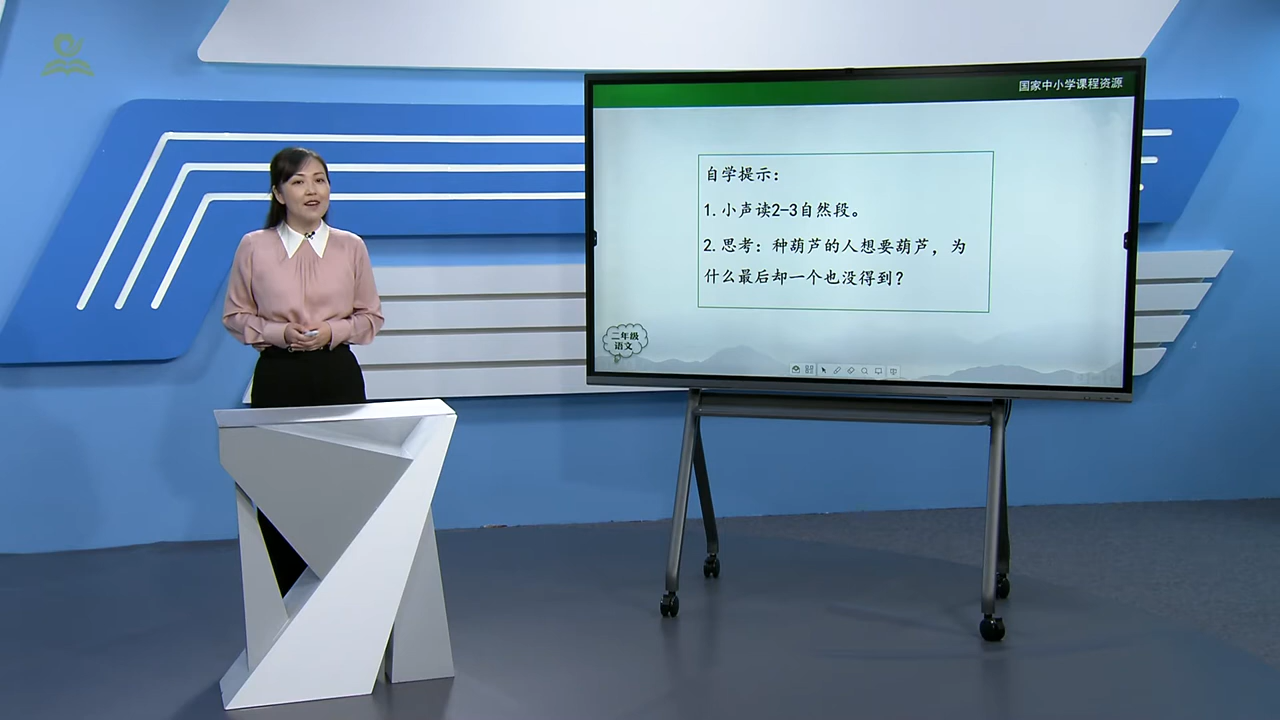 国家中小学课程资源
自学提示：
1.小声读2-3自然段。
2.思考：种葫芦的人想要葫芦，为
什么最后却一个也没得到？
二年级
语文